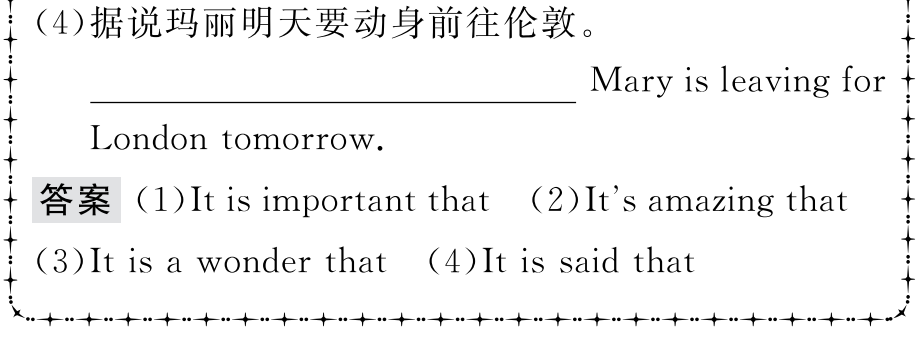 (4)据说玛丽明天要动身前往伦敦。
Mary is leaving for
London tomorrow.
答案 (1)It is important that (2)It's amazing that
(3)It is a wonder that (4)It is said that